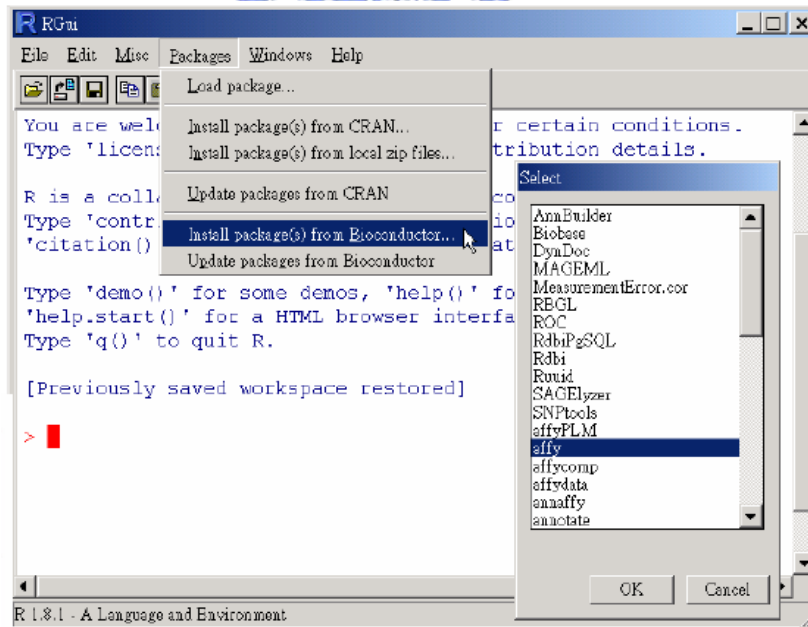 RGui
File Edit Misc Packages Windows Help
Load package...
Install package(s) from CRAN...
Install package(s) from local zip files...
Update packages from CRAN
Install package(s) from Bioconductor...
Update packages from Bioconductor
You are wel r certain conditions.
Type 'licens tribution details.
R is a coll co
Type 'contr io
'citation() at
Type 'demo()' for some demos, 'help()' fo
'help.start()' for a HTML browser interfa
Type 'q()' to quit R.
[Previously saved workspace restored]
>
Select
AnnBuilder
Biobase
DynDoc
MAGEML
MeasurementError.cor
RBGL
ROC
RdbiPgSQL
Rdbi
Ruuid
SAGElyzer
SNPtools
affyPLM
affy
affycomp
affydata
annaffy
annotate
OK Cancel
R 1.8.1 - A Language and Environment